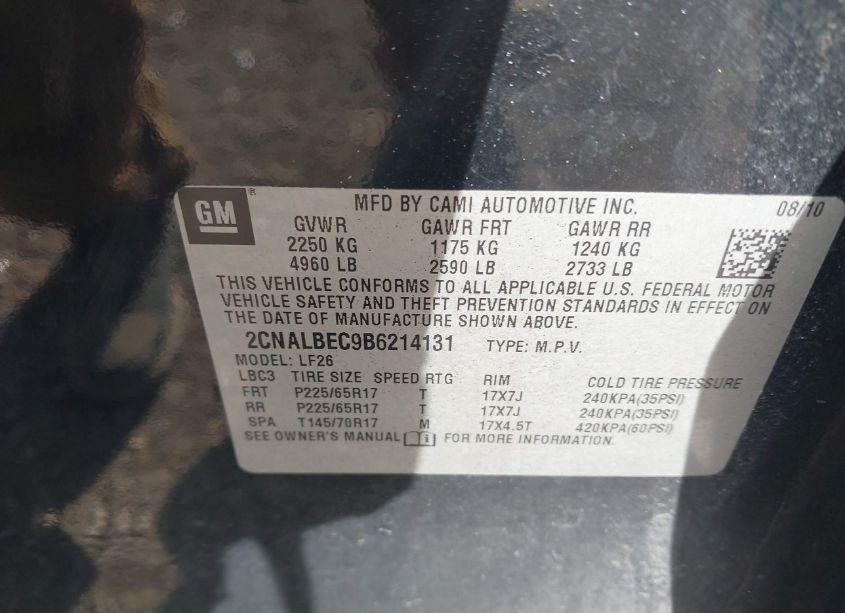 GM ®
MFD BY CAMI AUTOMOTIVE INC. 08/10
GVWR GAWR FRT GAWR RR
2250 KG 1175 KG 1240 KG
4960 LB 2590 LB 2733 LB
THIS VEHICLE CONFORMS TO ALL APPLICABLE U.S. FEDERAL MOTOR
VEHICLE SAFETY AND THEFT PREVENTION STANDARDS IN EFFECT ON
THE DATE OF MANUFACTURE SHOWN ABOVE.
2CNALBEC9B6214131 TYPE: M.P.V.
MODEL: LF26
LBC3 TIRE SIZE SPEED RTG RIM COLD TIRE PRESSURE
FRT P225/65R17 T 17X7J 240KPA(35PSI)
RR P225/65R17 T 17X7J 240KPA(35PSI)
SPA T145/70R17 M 17X4.5T 420KPA(60PSI)
SEE OWNER'S MANUAL FOR MORE INFORMATION.